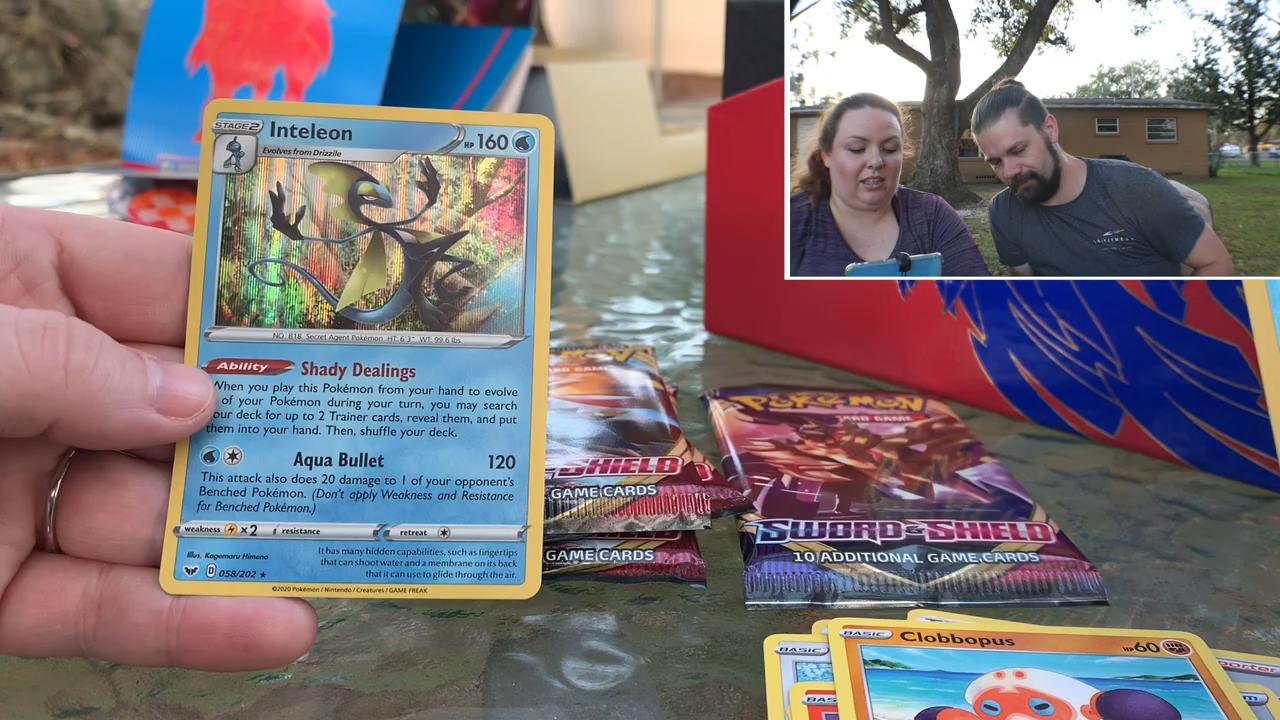 STAGE 2
Inteleon
HP 160
Evolves from Drizzile
NO. 818 Secret Agent Pokémon HT: 6'3" WT: 99.6 lbs.
Ability Shady Dealings
When you play this Pokémon from your hand to evolve
of your Pokémon during your turn, you may search
your deck for up to 2 Trainer cards, reveal them, and put
them into your hand. Then, shuffle your deck.
Aqua Bullet 120
This attack also does 20 damage to 1 of your opponent's
Benched Pokémon. (Don't apply Weakness and Resistance
for Benched Pokémon.)
weakness ×2 resistance retreat
Illus. Kagemaru Himeno
It has many hidden capabilities, such as fingertips
that can shoot water and a membrane on its back
that it can use to glide through the air.
D 058/202 ★
©2020 Pokémon / Nintendo / Creatures / GAME FREAK
SHIELD
GAME CARDS
GAME CARDS
POKÉMON
CARD GAME
SWORD & SHIELD
10 ADDITIONAL GAME CARDS
BASIC
Clobbopus
HP 60
BASIC
BASIC